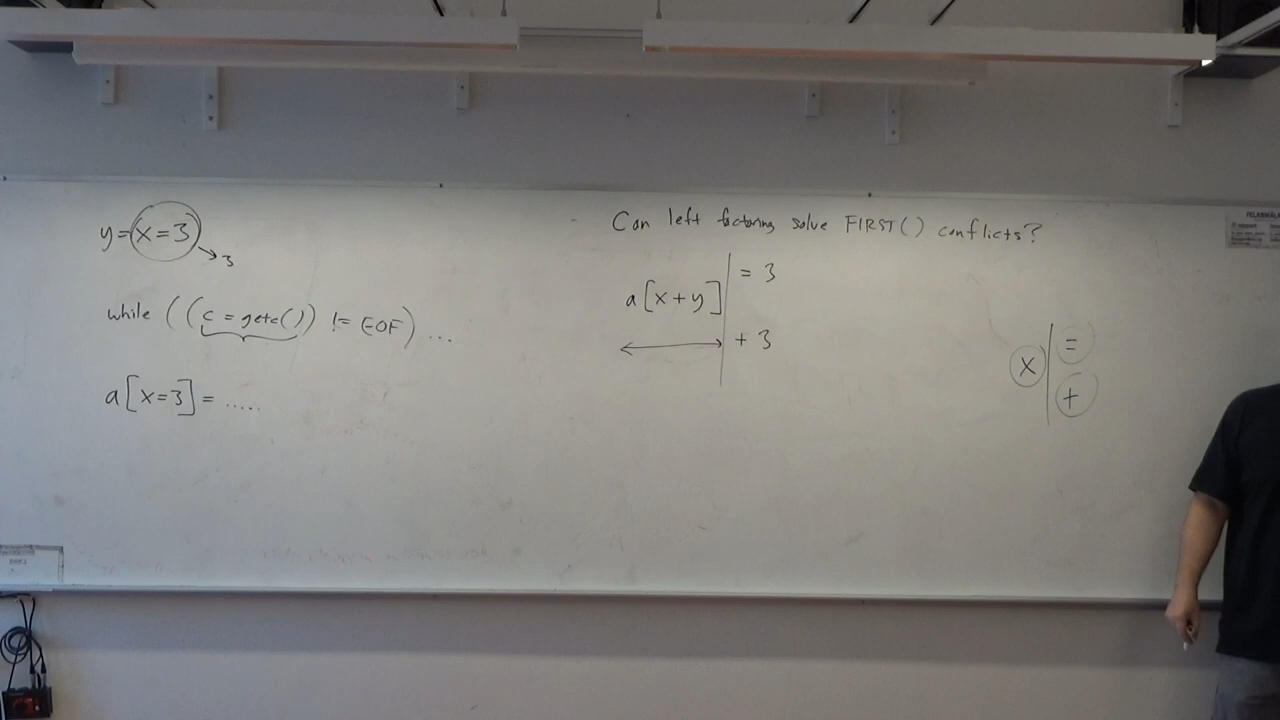 y=(x=3)
3
while ((c = getc()) != EOF) ...
a[x=3] = .....
Can left factoring solve FIRST() conflicts?
= 3
a[x+y]
+ 3
=
x
+